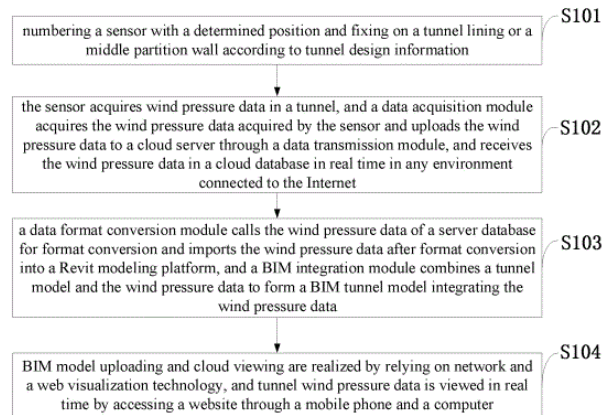 S101
numbering a sensor with a determined position and fixing on a tunnel lining or a
middle partition wall according to tunnel design information
S102
the sensor acquires wind pressure data in a tunnel, and a data acquisition module
acquires the wind pressure data acquired by the sensor and uploads the wind
pressure data to a cloud server through a data transmission module, and receives
the wind pressure data in a cloud database in real time in any environment
connected to the Internet
S103
a data format conversion module calls the wind pressure data of a server database
for format conversion and imports the wind pressure data after format conversion
into a Revit modeling platform, and a BIM integration module combines a tunnel
model and the wind pressure data to form a BIM tunnel model integrating the
wind pressure data
S104
BIM model uploading and cloud viewing are realized by relying on network and
a web visualization technology, and tunnel wind pressure data is viewed in real
time by accessing a website through a mobile phone and a computer